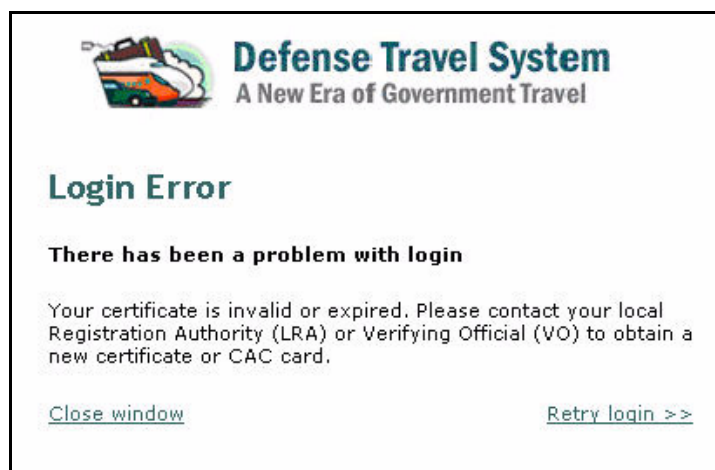 Defense Travel System
A New Era of Government Travel
Login Error
There has been a problem with login
Your certificate is invalid or expired. Please contact your local
Registration Authority (LRA) or Verifying Official (VO) to obtain a
new certificate or CAC card.
Close window
Retry login >>